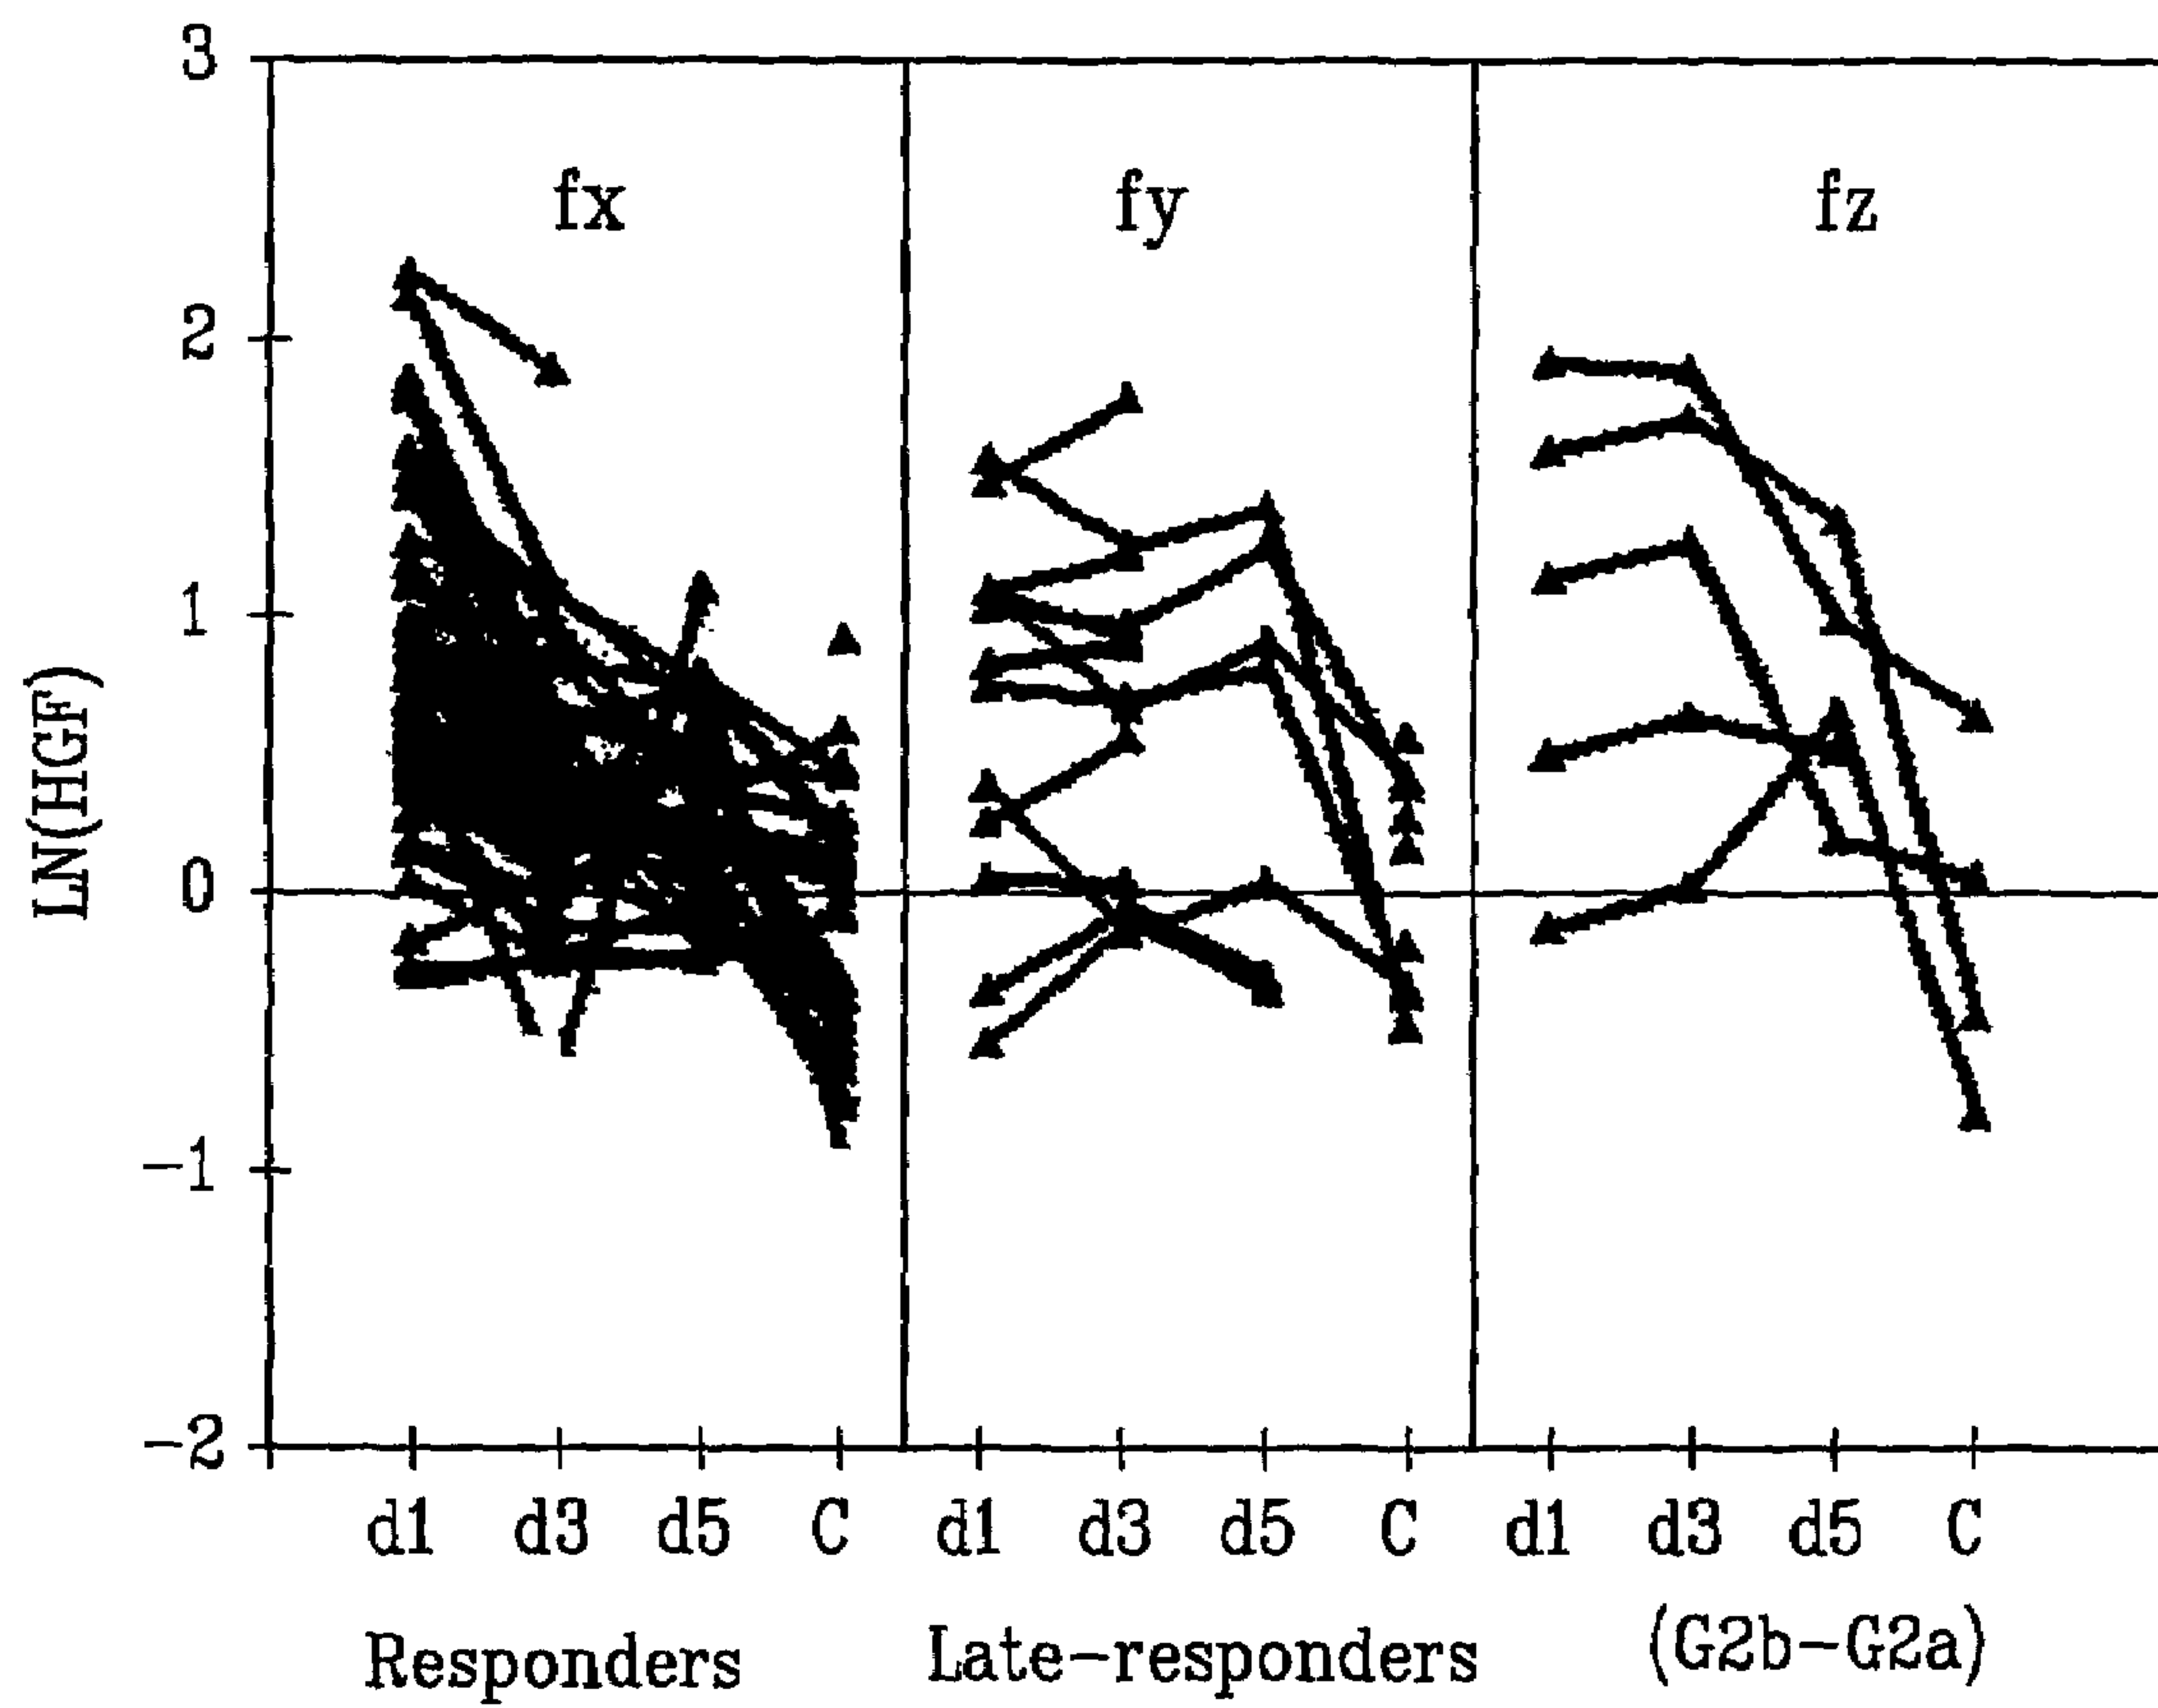 3
fx fy fz
2
1
LN(HGF)
0
−1
−2
d1 d3 d5 C d1 d3 d5 C d1 d3 d5 C
Responders Late−responders (G2b−G2a)